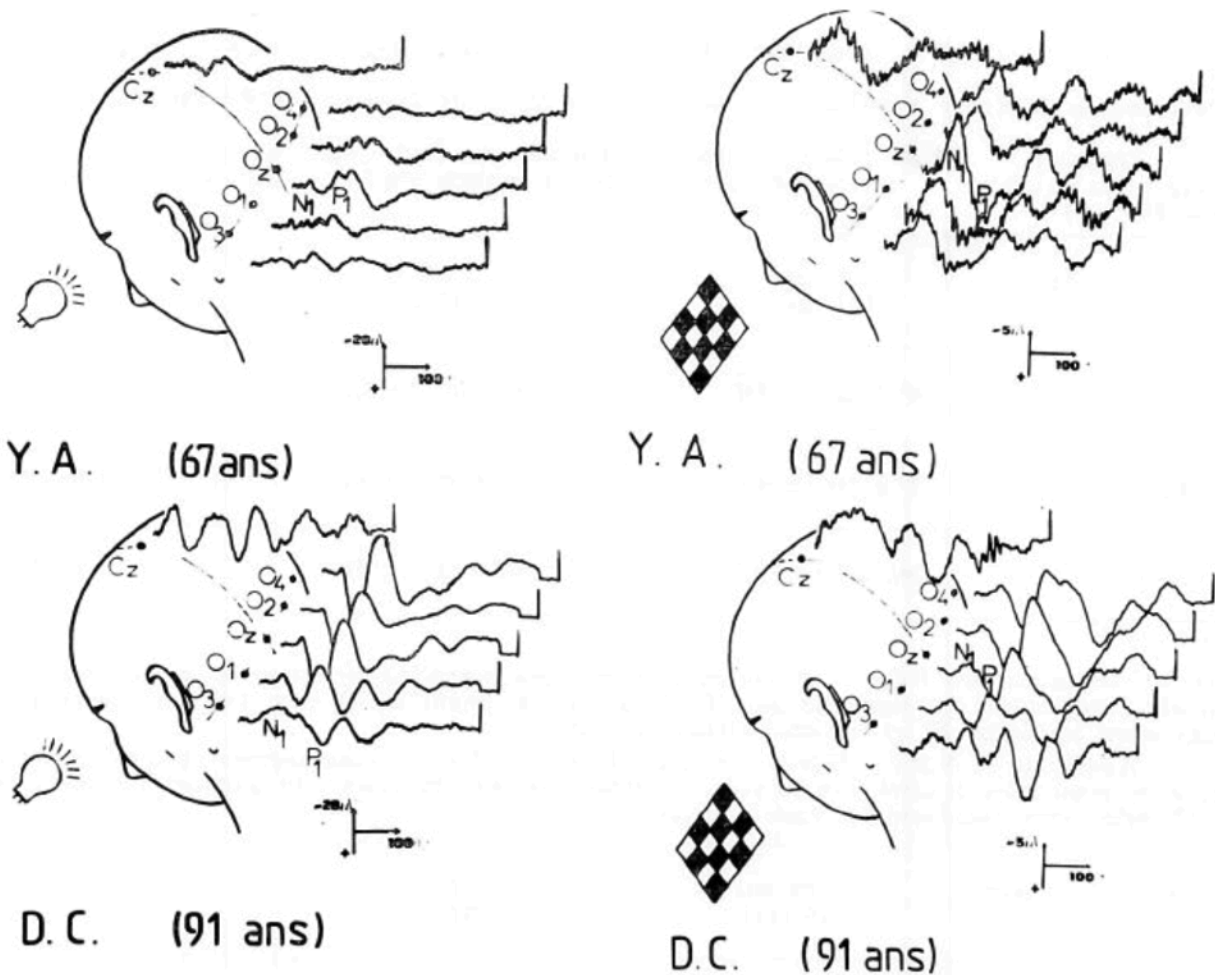 Cz
O4
O2
Oz
O1
O3
N1
P1
100
Y. A. (67 ans)
Cz
O4
O2
Oz
O1
O3
N1
P1
100
Y. A. (67 ans)
Cz
O4
O2
Oz
O1
O3
N1
P1
100
D. C. (91 ans)
Cz
O4
O2
Oz
O1
O3
N1
P1
100
D. C. (91 ans)